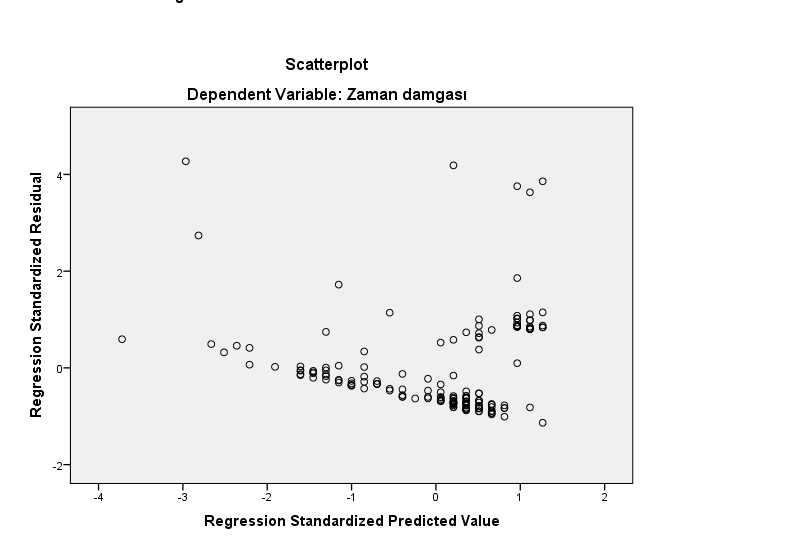 Scatterplot
Dependent Variable: Zaman damgası
Regression Standardized Residual
4
2
0
-2
-4 -3 -2 -1 0 1 2
Regression Standardized Predicted Value